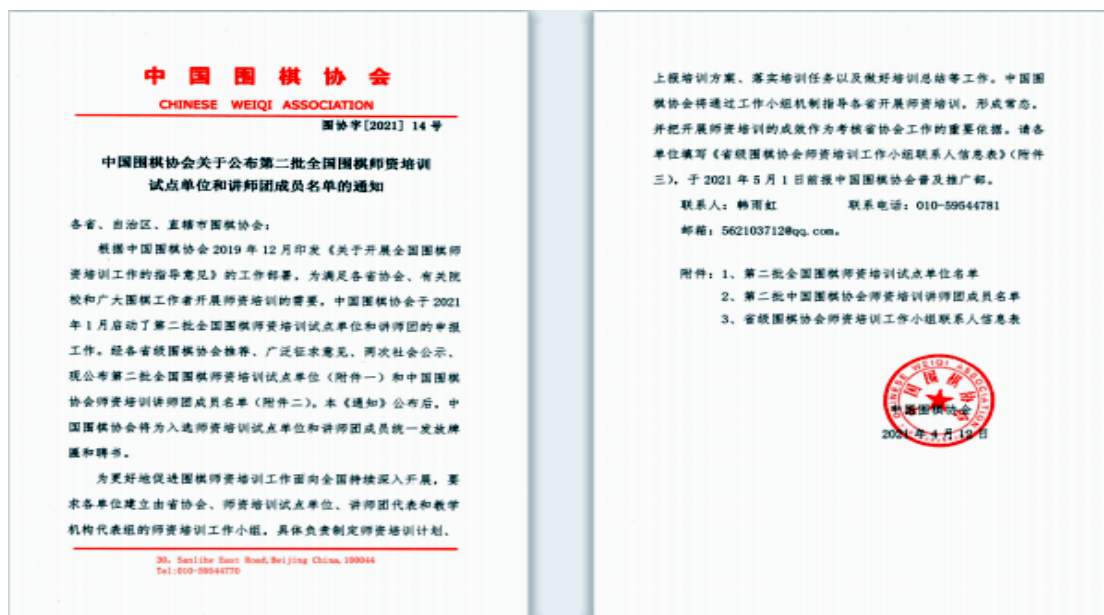 中国围棋协会
CHINESE WEIQI ASSOCIATION
围协字[2021] 14 号
中国围棋协会关于公布第二批全国围棋师资培训
试点单位和讲师团成员名单的通知
各省、自治区、直辖市围棋协会：
根据中国围棋协会 2019 年 12 月印发《关于开展全国围棋师
资培训工作的指导意见》的工作部署，为满足各省协会、有关院
校和广大围棋工作者开展师资培训的需要，中国围棋协会于 2021
年 1 月启动了第二批全国围棋师资培训试点单位和讲师团的申报
工作。经各省级围棋协会推荐、广泛征求意见、两次社会公示，
现公布第二批全国围棋师资培训试点单位（附件一）和中国围棋
协会师资培训讲师团成员名单（附件二）。本《通知》公布后，中
国围棋协会将为入选师资培训试点单位和讲师团成员统一发放牌
匾和聘书。
为更好地促进围棋师资培训工作面向全国持续深入开展，要
求各单位建立由省协会、师资培训试点单位、讲师团代表和教学
机构代表组的师资培训工作小组，具体负责制定师资培训计划、
30, Sanlihe East Road,Beijing China,100044
Tel:010-59544770
上报培训方案、落实培训任务以及做好培训总结等工作。中国围
棋协会将通过工作小组机制指导各省开展师资培训，形成常态，
并把开展师资培训的成效作为考核省协会工作的重要依据。请各
单位填写《省级围棋协会师资培训工作小组联系人信息表》（附件
三），于 2021 年 5 月 1 日前报中国围棋协会普及推广部。
联系人：韩雨虹 联系电话：010-59544781
邮箱：562103712@qq.com。
附件：1、第二批全国围棋师资培训试点单位名单
2、第二批中国围棋协会师资培训讲师团成员名单
3、省级围棋协会师资培训工作小组联系人信息表
CHINESE WEIQI ASSOCIATION
中国围棋协会
中国围棋协会
2021 年 4 月 12 日